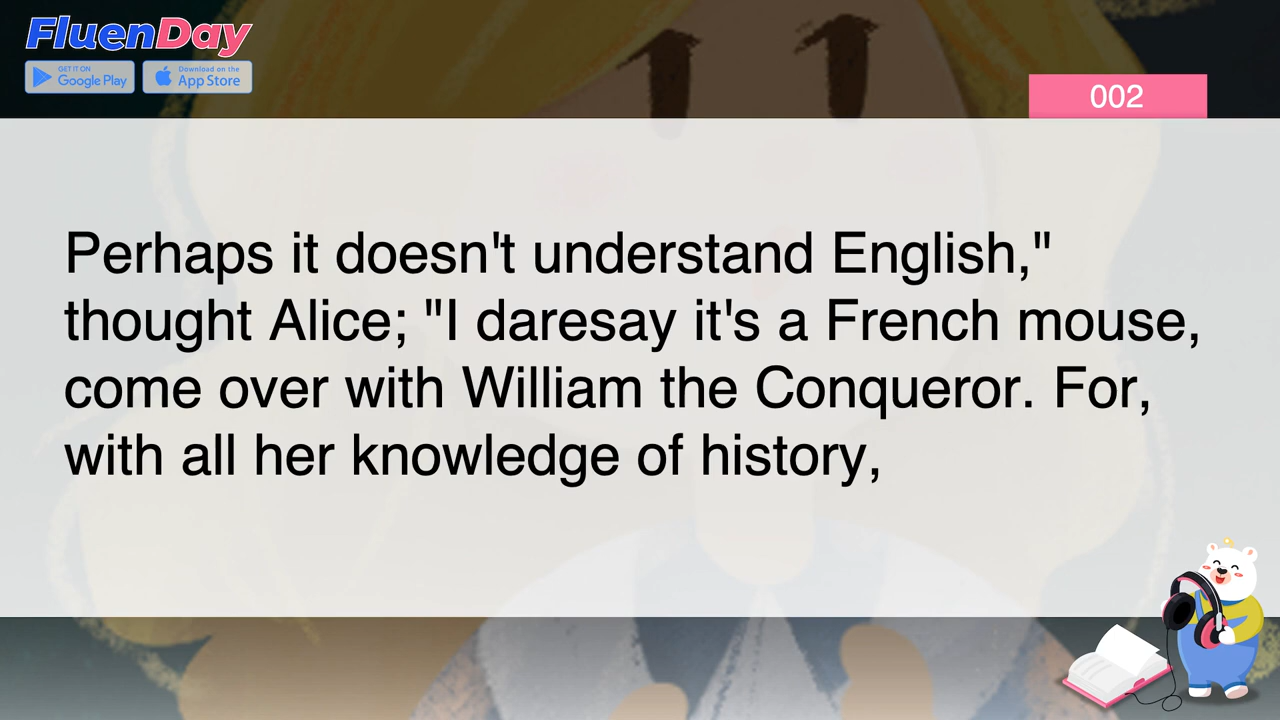 FluenDay
GET IT ON
Google Play
Download on the
App Store
002
Perhaps it doesn't understand English,"
thought Alice; "I daresay it's a French mouse,
come over with William the Conqueror. For,
with all her knowledge of history,